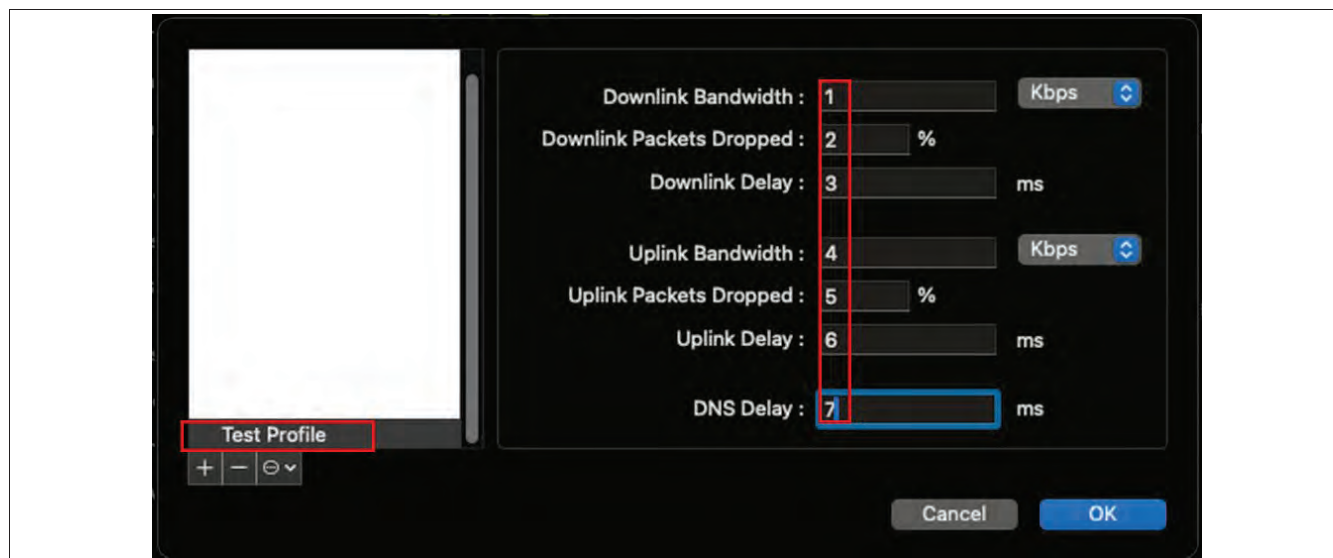 Downlink Bandwidth : 1 Kbps
Downlink Packets Dropped : 2 %
Downlink Delay : 3 ms
Uplink Bandwidth : 4 Kbps
Uplink Packets Dropped : 5 %
Uplink Delay : 6 ms
DNS Delay : 7 ms
Test Profile
Cancel OK